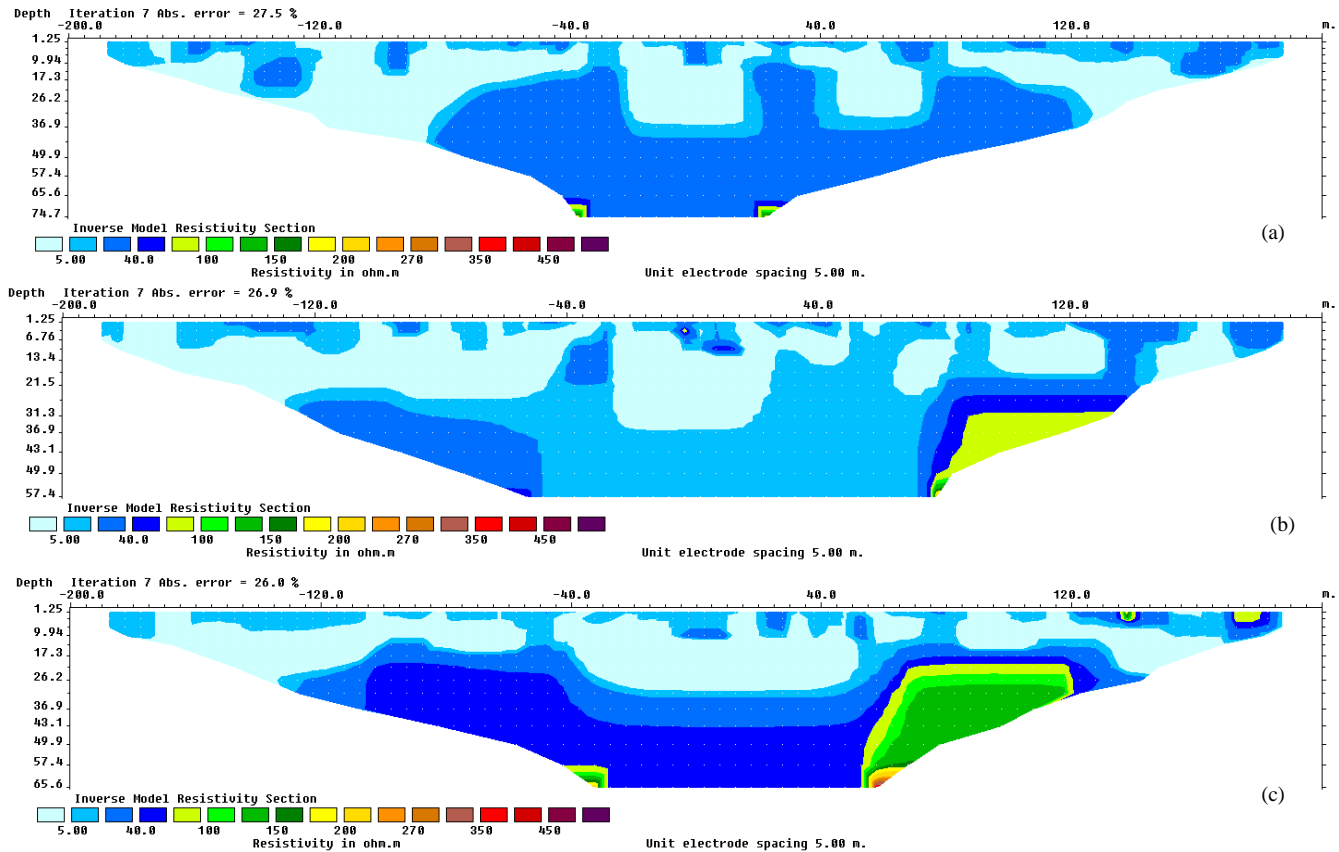 Depth Iteration 7 Abs. error = 27.5 %
-200.0 -120.0 -40.0 40.0 120.0 m.
1.25
9.94
17.3
26.2
36.9
49.9
57.4
65.6
74.7
Inverse Model Resistivity Section
5.00 40.0 100 150 200 270 350 450
Resistivity in ohm.m Unit electrode spacing 5.00 m.
(a)
Depth Iteration 7 Abs. error = 26.9 %
-200.0 -120.0 -40.0 40.0 120.0 m.
1.25
6.76
13.4
21.5
31.3
36.9
43.1
49.9
57.4
Inverse Model Resistivity Section
5.00 40.0 100 150 200 270 350 450
Resistivity in ohm.m Unit electrode spacing 5.00 m.
(b)
Depth Iteration 7 Abs. error = 26.0 %
-200.0 -120.0 -40.0 40.0 120.0 m.
1.25
9.94
17.3
26.2
36.9
43.1
49.9
57.4
65.6
Inverse Model Resistivity Section
5.00 40.0 100 150 200 270 350 450
Resistivity in ohm.m Unit electrode spacing 5.00 m.
(c)